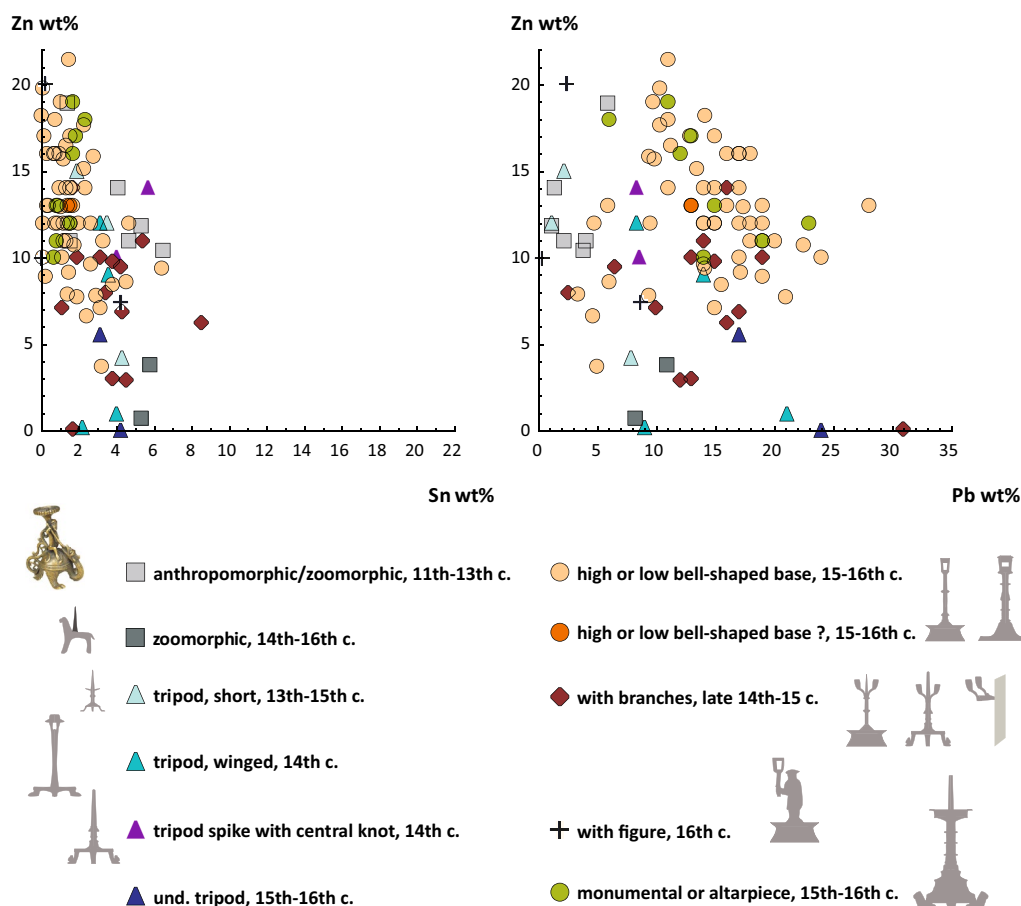 Zn wt%
Zn wt%
20
15
10
5
0
0 2 4 6 8 10 12 14 16 18 20 22
20
15
10
5
0
0 5 10 15 20 25 30 35
Sn wt%
Pb wt%
anthropomorphic/zoomorphic, 11th-13th c.
zoomorphic, 14th-16th c.
tripod, short, 13th-15th c.
tripod, winged, 14th c.
tripod spike with central knot, 14th c.
und. tripod, 15th-16th c.
high or low bell-shaped base, 15-16th c.
high or low bell-shaped base ?, 15-16th c.
with branches, late 14th-15 c.
with figure, 16th c.
monumental or altarpiece, 15th-16th c.